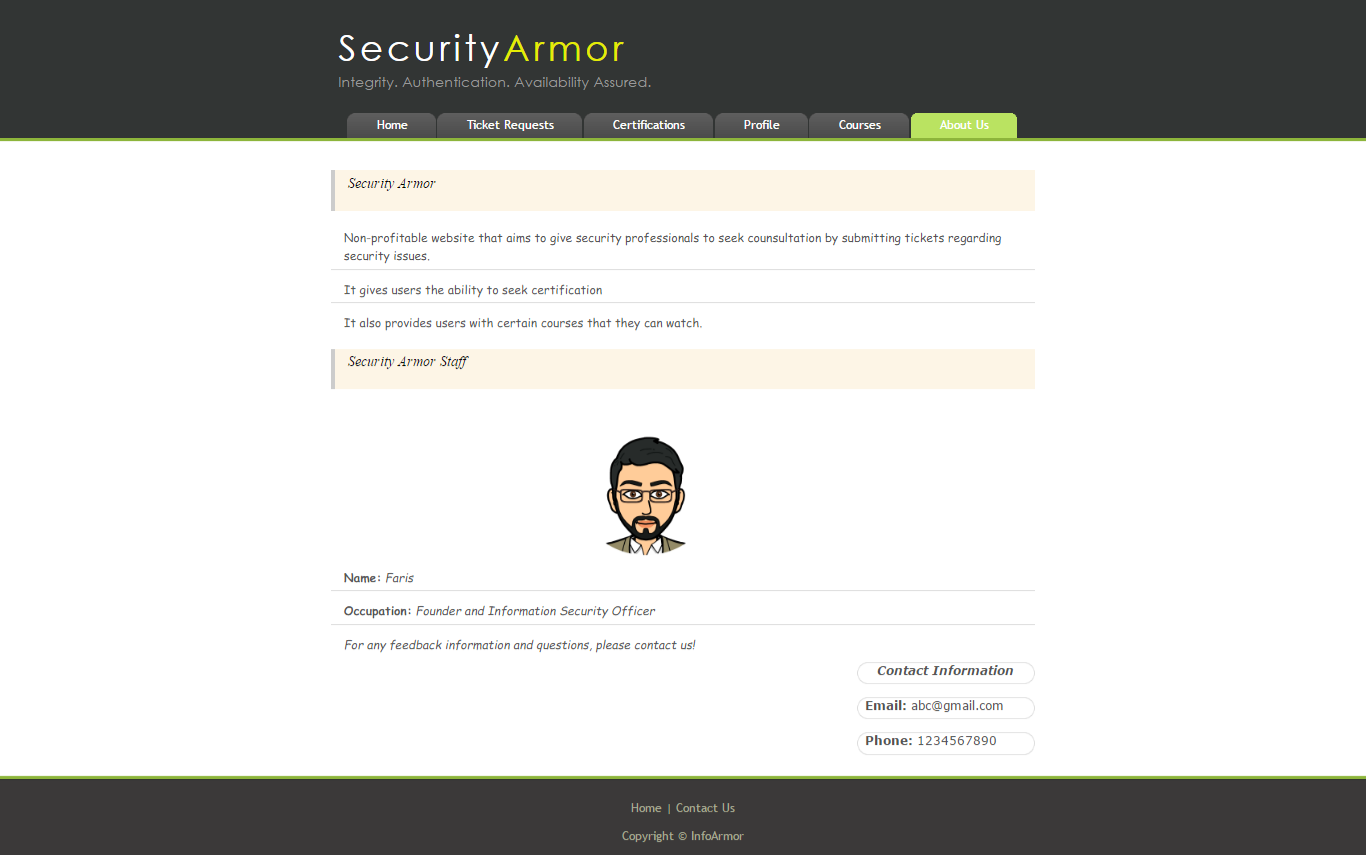 SecurityArmor
Integrity. Authentication. Availability Assured.
Home Ticket Requests Certifications Profile Courses About Us
Security Armor
Non-profitable website that aims to give security professionals to seek counsultation by submitting tickets regarding
security issues.
It gives users the ability to seek certification
It also provides users with certain courses that they can watch.
Security Armor Staff
Name: Faris
Occupation: Founder and Information Security Officer
For any feedback information and questions, please contact us!
Contact Information
Email: abc@gmail.com
Phone: 1234567890
Home | Contact Us
Copyright © InfoArmor